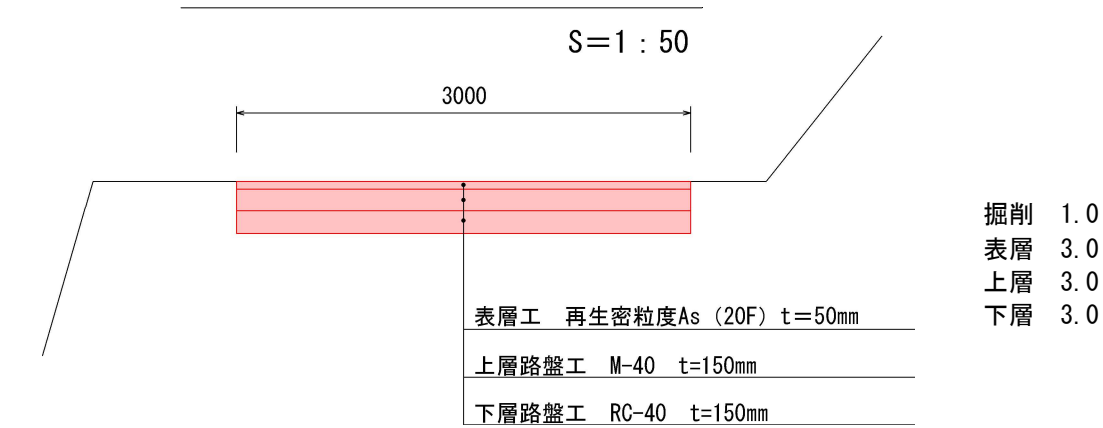 S=1:50
3000
掘削 1.0
表層 3.0
上層 3.0
下層 3.0
表層工 再生密粒度As (20F) t=50mm
上層路盤工 M-40 t=150mm
下層路盤工 RC-40 t=150mm